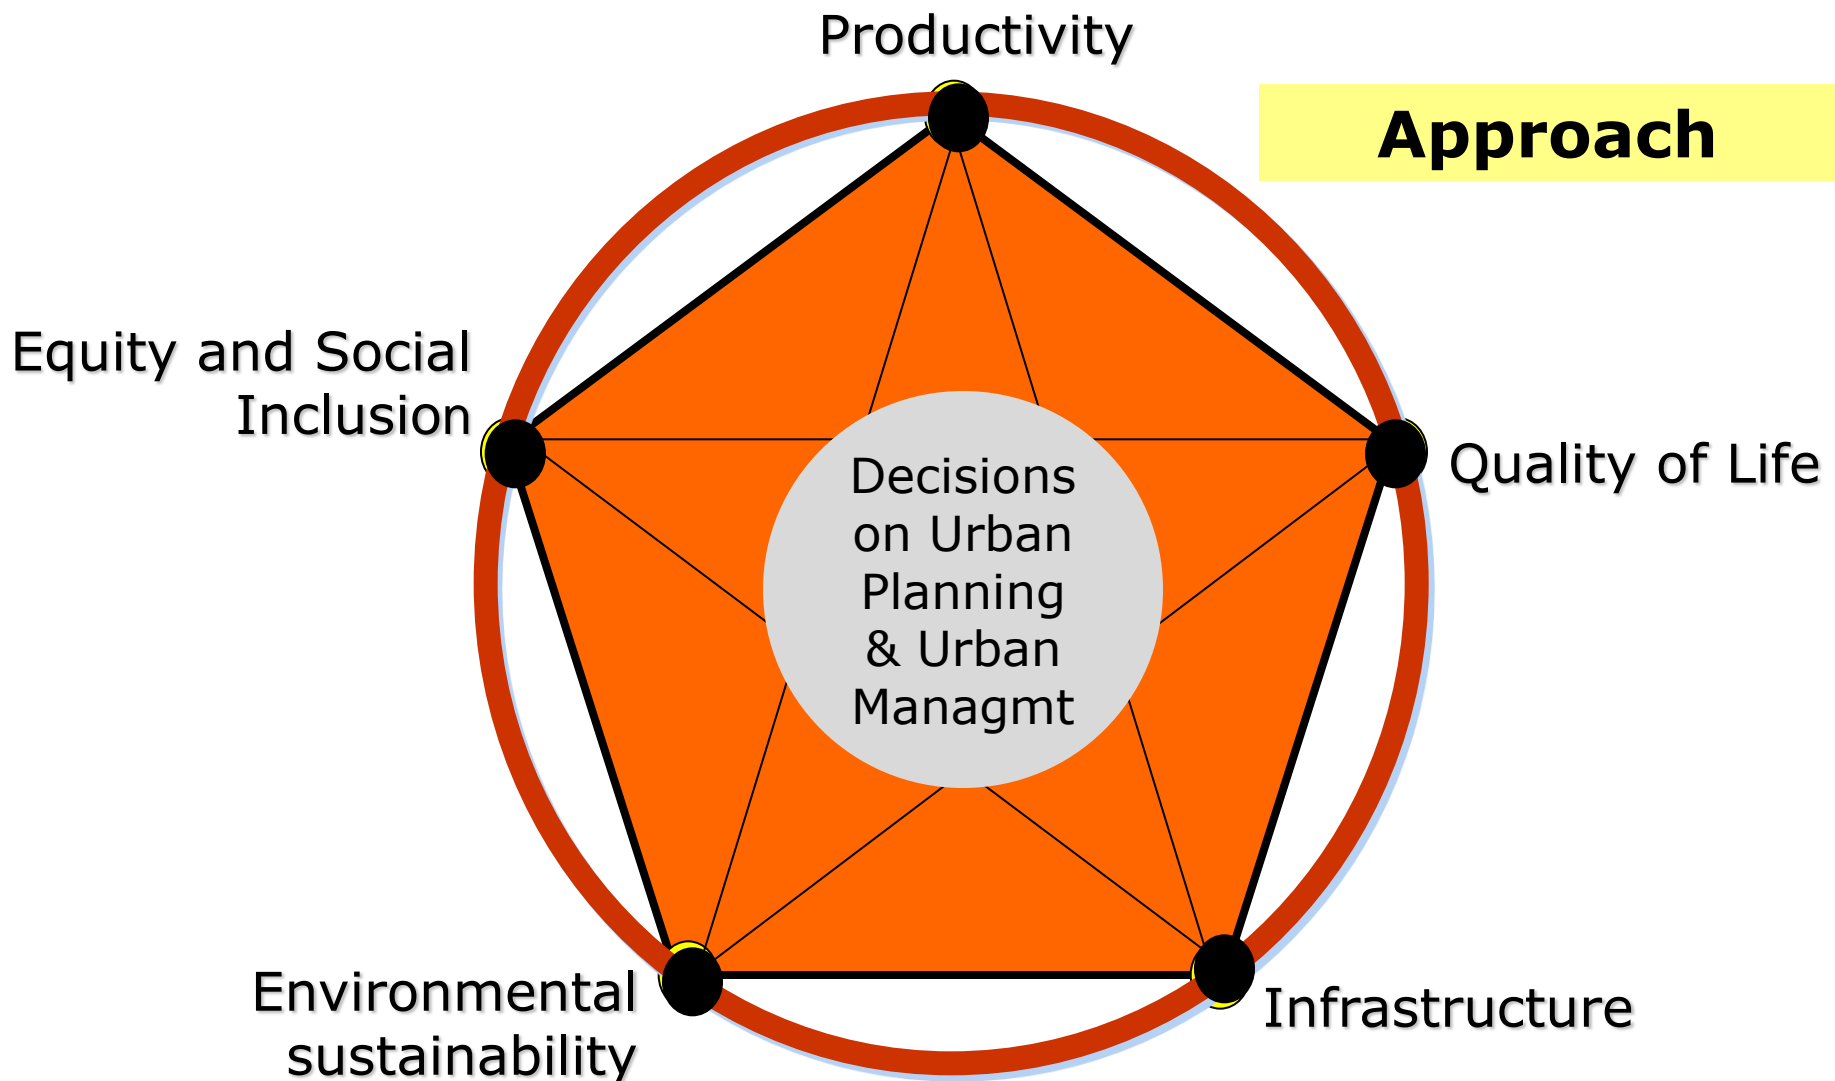 Productivity
Approach
Equity and Social
Inclusion
Quality of Life
Decisions
on Urban
Planning
& Urban
Managmt
Environmental
sustainability
Infrastructure